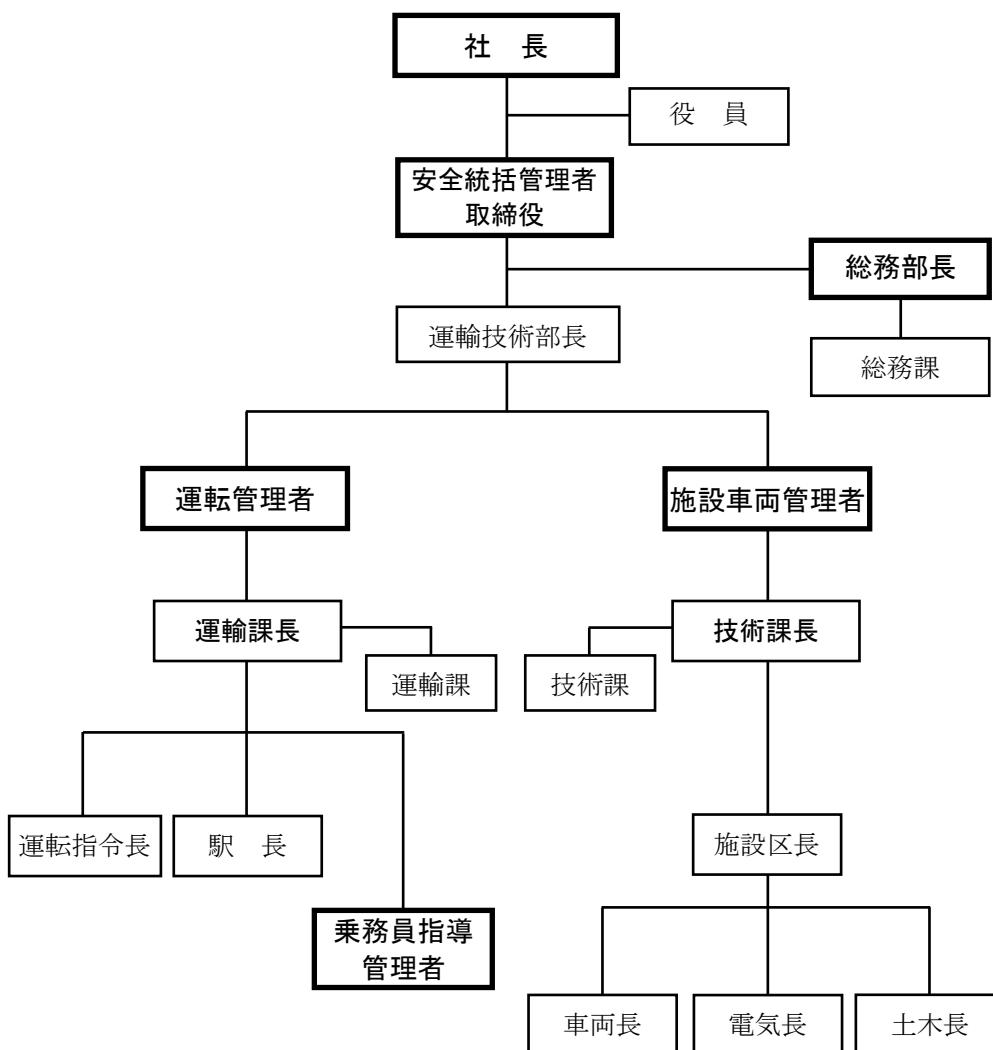 社　長
役　員
安全統括管理者
取締役
総務部長
運輸技術部長
総務課
運転管理者
施設車両管理者
運輸課長
技術課長
運輸課
技術課
運転指令長
駅　長
施設区長
乗務員指導
管理者
車両長
電気長
土木長